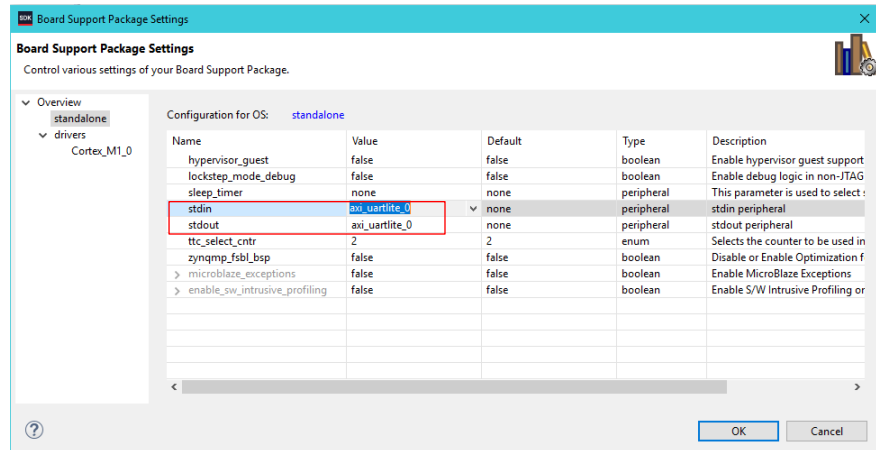 SDK Board Support Package Settings
Board Support Package Settings
Control various settings of your Board Support Package.
Overview
standalone
drivers
Cortex_M1_0
Configuration for OS: standalone
Name Value Default Type Description
hypervisor_guest false false boolean Enable hypervisor guest support
lockstep_mode_debug false false boolean Enable debug logic in non-JTAG
sleep_timer none none peripheral This parameter is used to select s
stdin axi_uartlite_0 none peripheral stdin peripheral
stdout axi_uartlite_0 none peripheral stdout peripheral
ttc_select_cntr 2 2 enum Selects the counter to be used in
zynqmp_fsbl_bsp false false boolean Disable or Enable Optimization f
microblaze_exceptions false false boolean Enable MicroBlaze Exceptions
enable_sw_intrusive_profiling false false boolean Enable S/W Intrusive Profiling or
? OK Cancel